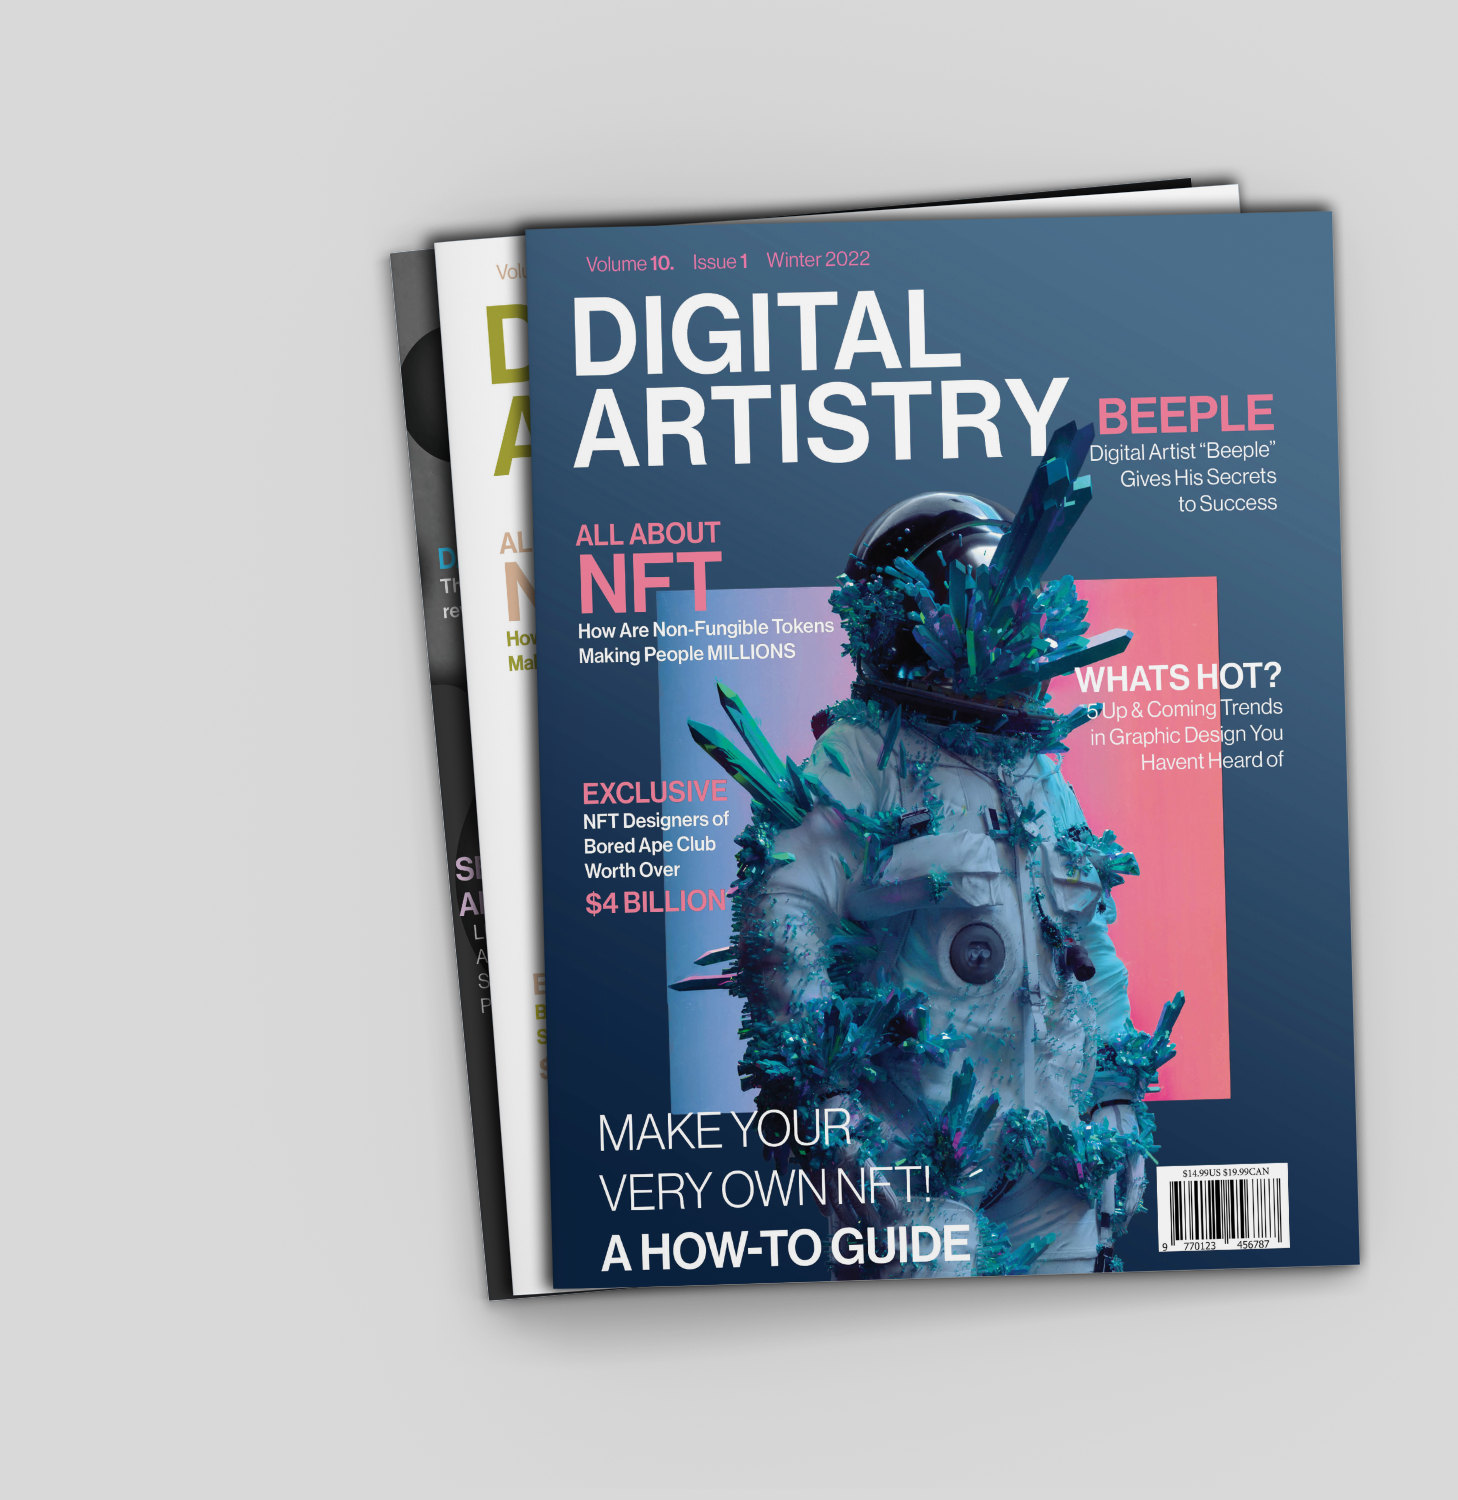 Volume 10. Issue 1 Winter 2022
DIGITAL
ARTISTRY
BEEPLE
Digital Artist “Beeple”
Gives His Secrets
to Success
ALL ABOUT
NFT
How Are Non-Fungible Tokens
Making People MILLIONS
WHATS HOT?
5 Up & Coming Trends
in Graphic Design You
Havent Heard of
EXCLUSIVE
NFT Designers of
Bored Ape Club
Worth Over
$4 BILLION
MAKE YOUR
VERY OWN NFT!
A HOW-TO GUIDE
$14.99US $19.99CAN
9 770123 456787